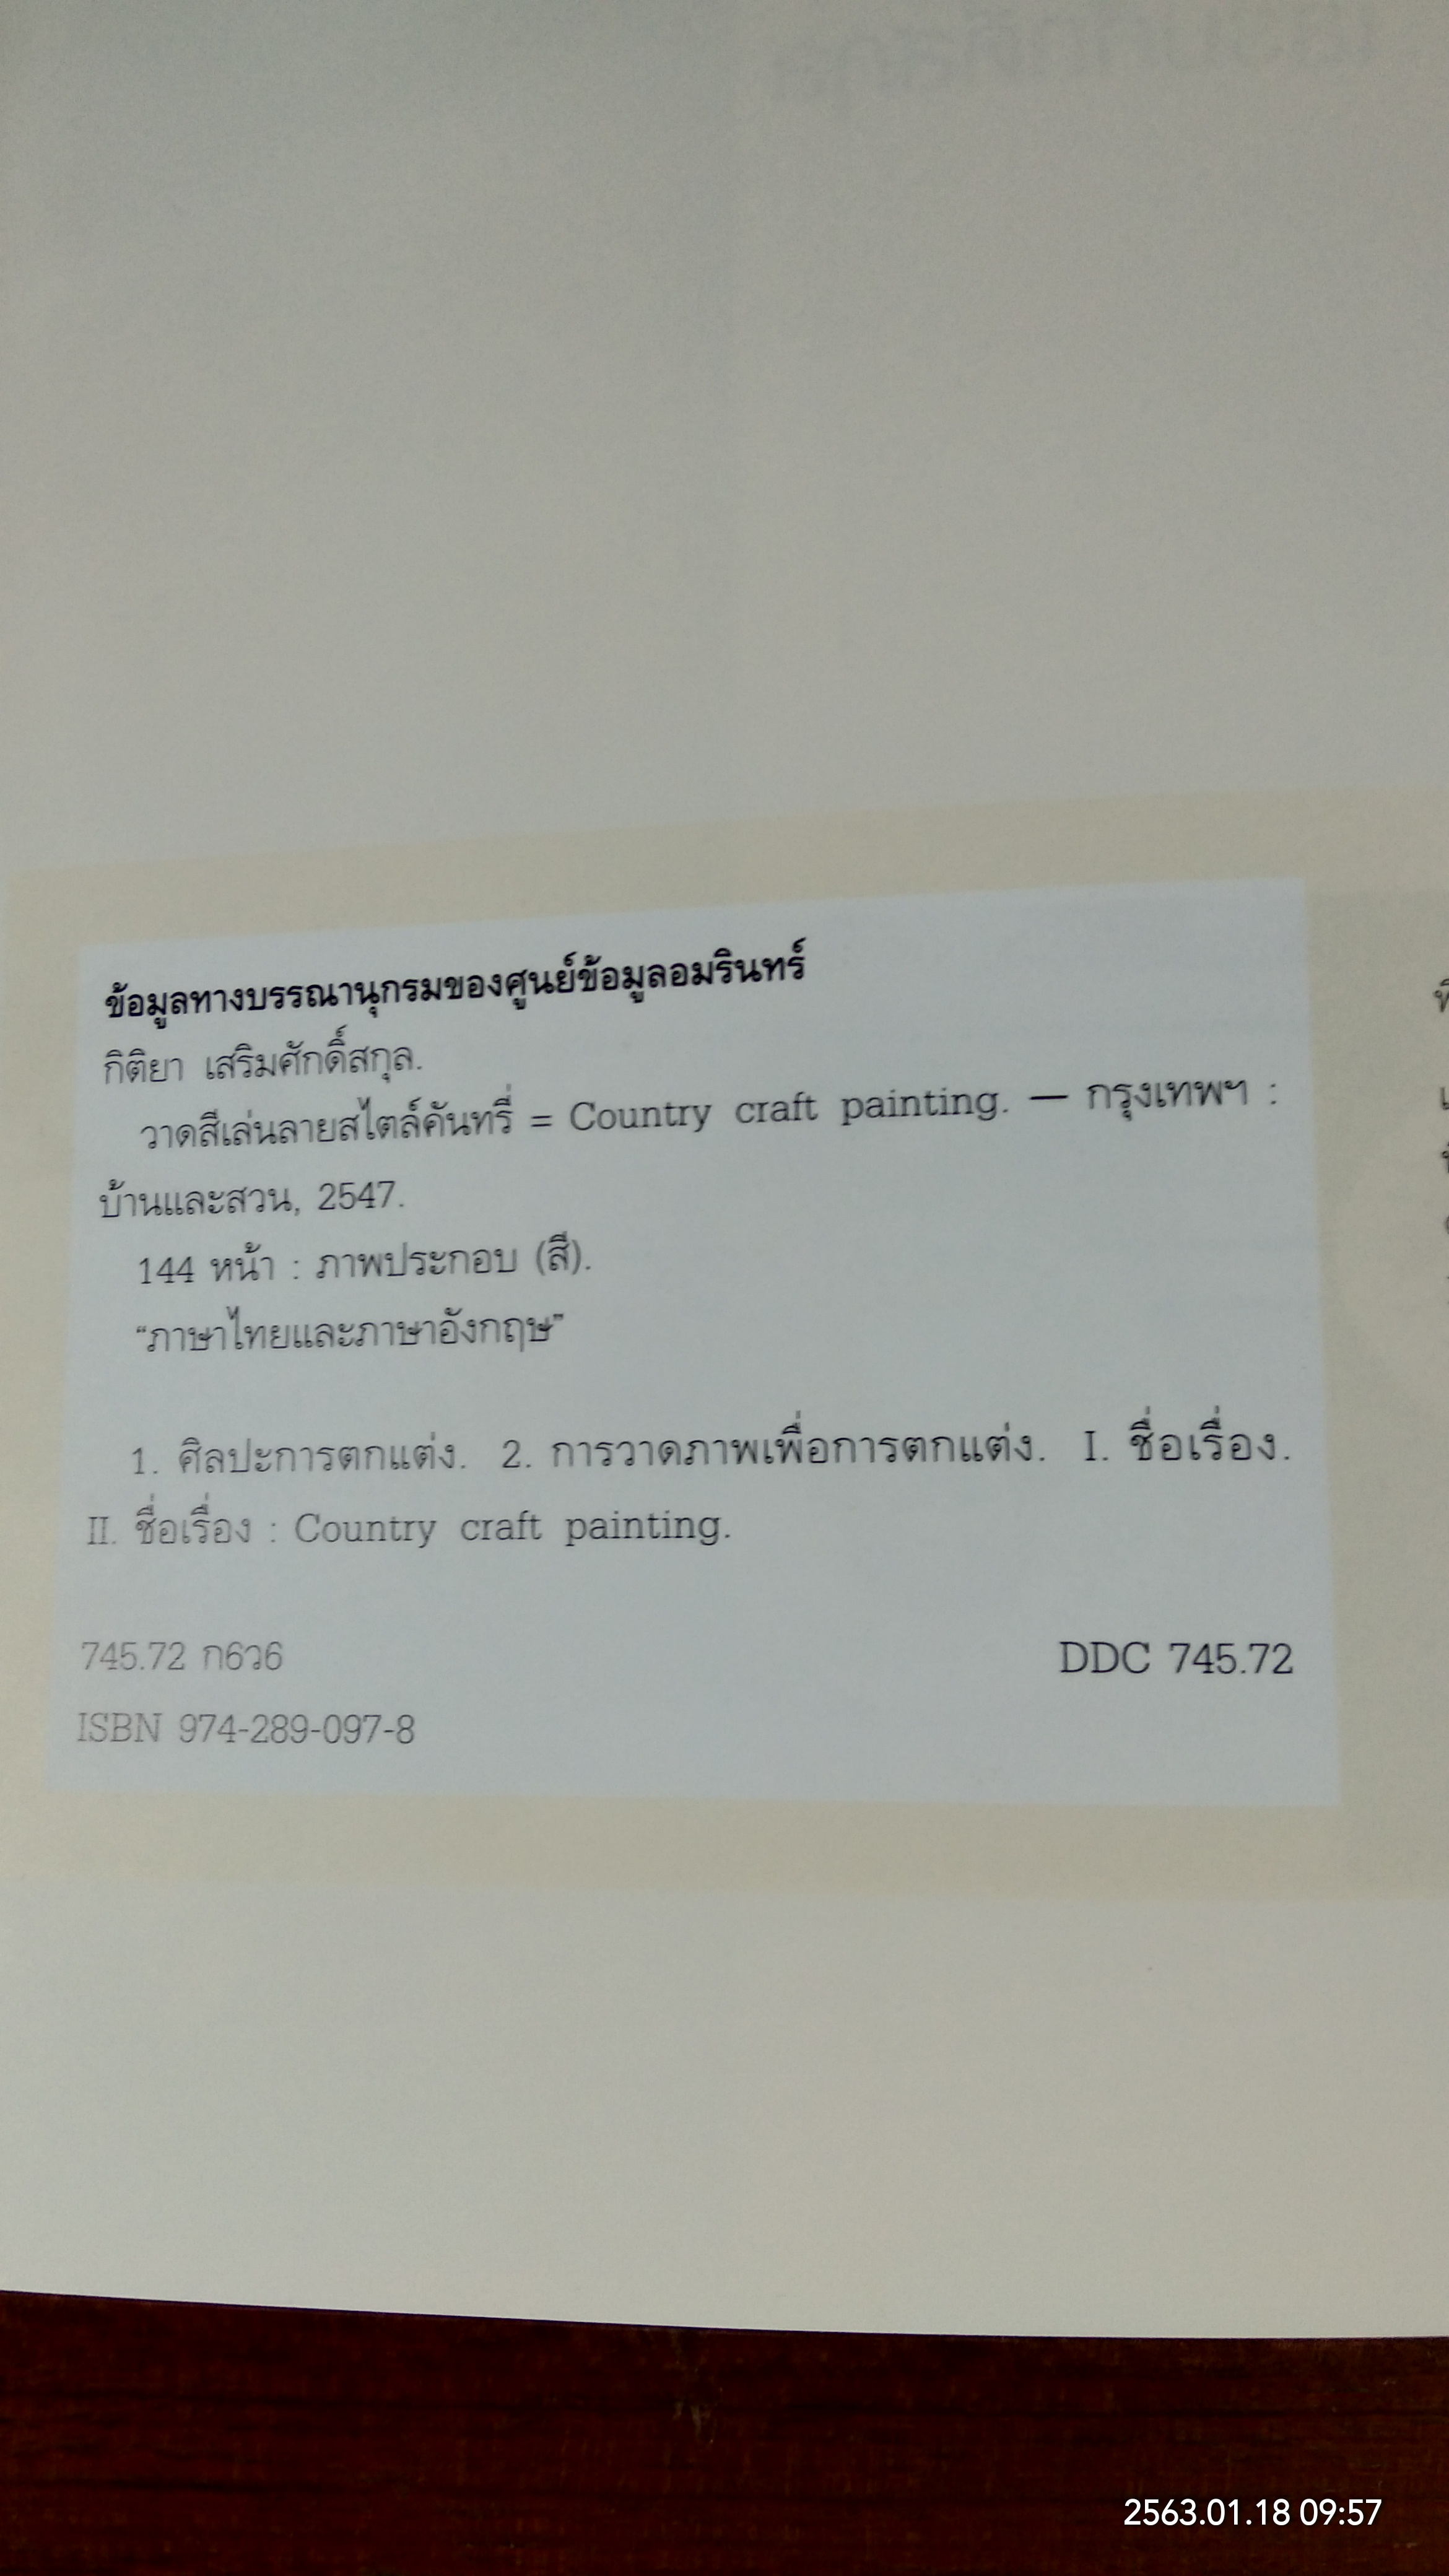 ข้อมูลทางบรรณานุกรมของศูนย์ข้อมูลอมรินทร์
กิติยา เสริมศักดิ์สกุล.
วาดสีเล่นลายสไตล์คันทรี่ = Country craft painting. — กรุงเทพฯ :
บ้านและสวน, 2547.
144 หน้า : ภาพประกอบ (สี).
“ภาษาไทยและภาษาอังกฤษ”
1. ศิลปะการตกแต่ง. 2. การวาดภาพเพื่อการตกแต่ง. I. ชื่อเรื่อง.
II. ชื่อเรื่อง : Country craft painting.
745.72 ก6ว6 DDC 745.72
ISBN 974-289-097-8
2563.01.18 09:57